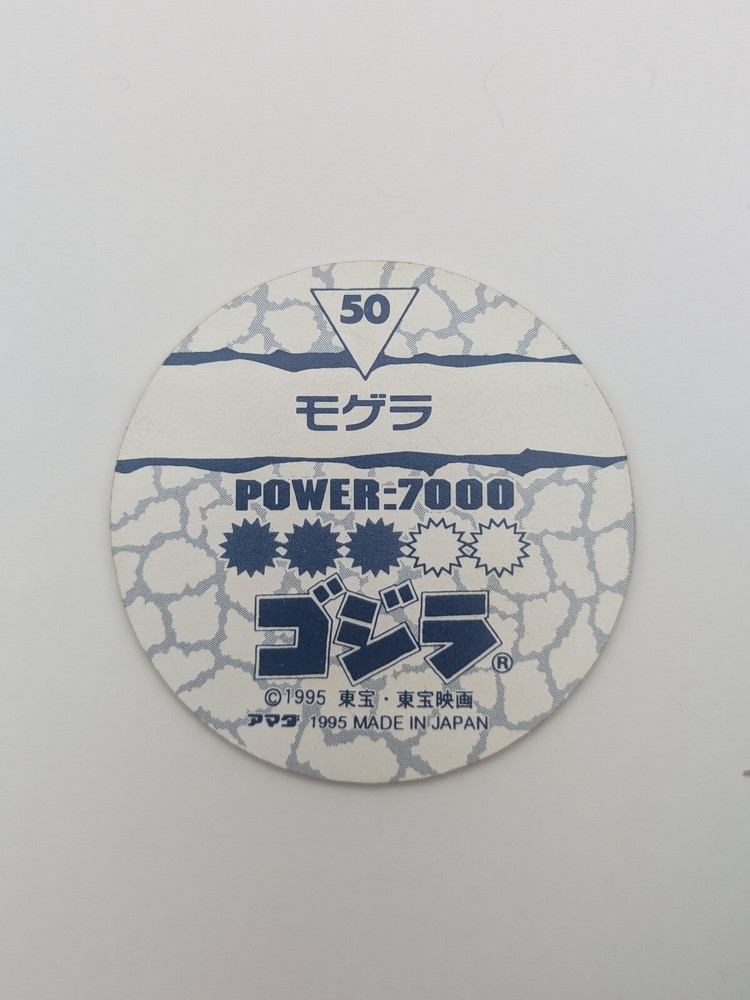 50
モゲラ
POWER:7000
ゴジラ®
©1995 東宝・東宝映画
アマダ 1995 MADE IN JAPAN